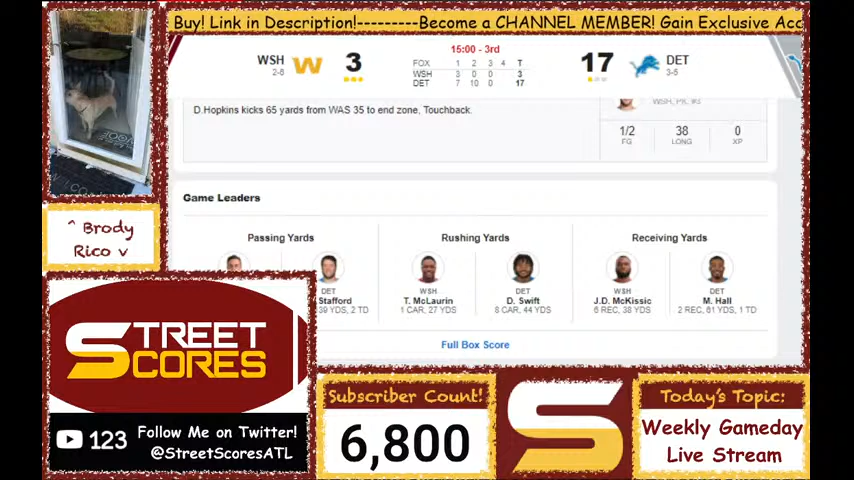 Buy! Link in Description!---------Become a CHANNEL MEMBER! Gain Exclusive Acc
WSH
2-6
W
3
15:00 - 3rd
FOX 1 2 3 4 T
WSH 3 0 0 3
DET 7 10 0 17
17
DET
3-5
D.Hopkins kicks 65 yards from WAS 35 to end zone, Touchback.
WSH, PK, #3
1/2 38 0
FG LONG XP
Game Leaders
Passing Yards
Rushing Yards
Receiving Yards
DET
Stafford
39 YDS, 2 TD
WSH
T. McLaurin
1 CAR, 27 YDS
DET
D. Swift
8 CAR, 44 YDS
WSH
J.D. McKissic
6 REC, 38 YDS
DET
M. Hall
2 REC, 61 YDS, 1 TD
Full Box Score
^ Brody
Rico v
STREET
SCORES
123
Follow Me on Twitter!
@StreetScoresATL
Subscriber Count!
6,800
S
Today's Topic:
Weekly Gameday
Live Stream